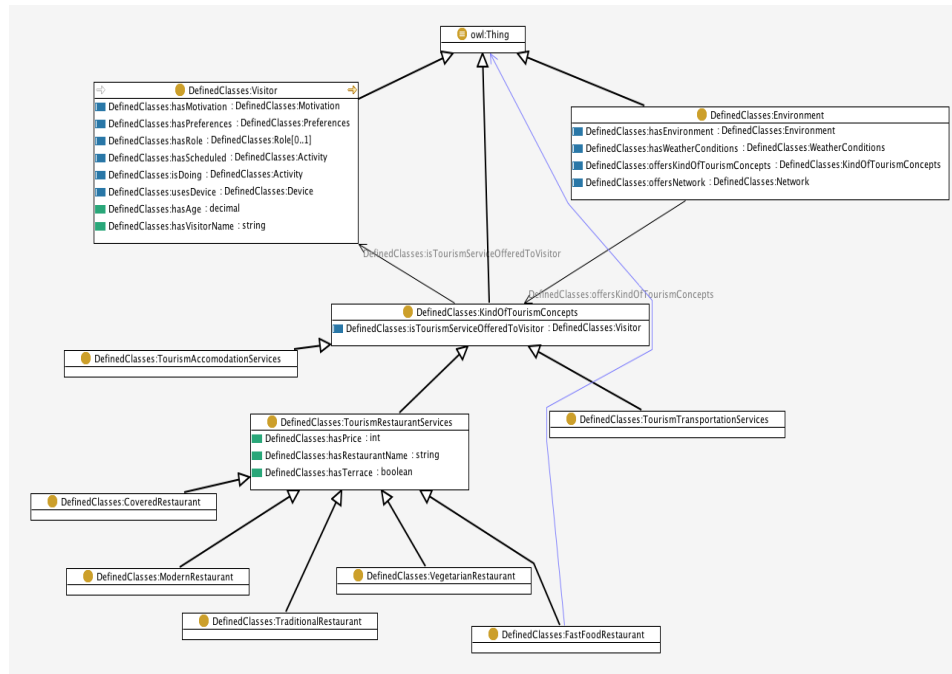 owl:Thing
DefinedClasses:Visitor
DefinedClasses:hasMotivation : DefinedClasses:Motivation
DefinedClasses:hasPreferences : DefinedClasses:Preferences
DefinedClasses:hasRole : DefinedClasses:Role[0..1]
DefinedClasses:hasScheduled : DefinedClasses:Activity
DefinedClasses:isDoing : DefinedClasses:Activity
DefinedClasses:usesDevice : DefinedClasses:Device
DefinedClasses:hasAge : decimal
DefinedClasses:hasVisitorName : string
DefinedClasses:Environment
DefinedClasses:hasEnvironment : DefinedClasses:Environment
DefinedClasses:hasWeatherConditions : DefinedClasses:WeatherConditions
DefinedClasses:offersKindOfTourismConcepts : DefinedClasses:KindOfTourismConcepts
DefinedClasses:offersNetwork : DefinedClasses:Network
DefinedClasses:isTourismServiceOfferedToVisitor
DefinedClasses:offersKindOfTourismConcepts
DefinedClasses:KindOfTourismConcepts
DefinedClasses:isTourismServiceOfferedToVisitor : DefinedClasses:Visitor
DefinedClasses:TourismAccomodationServices
DefinedClasses:TourismRestaurantServices
DefinedClasses:hasPrice : int
DefinedClasses:hasRestaurantName : string
DefinedClasses:hasTerrace : boolean
DefinedClasses:TourismTransportationServices
DefinedClasses:CoveredRestaurant
DefinedClasses:ModernRestaurant
DefinedClasses:VegetarianRestaurant
DefinedClasses:TraditionalRestaurant
DefinedClasses:FastFoodRestaurant